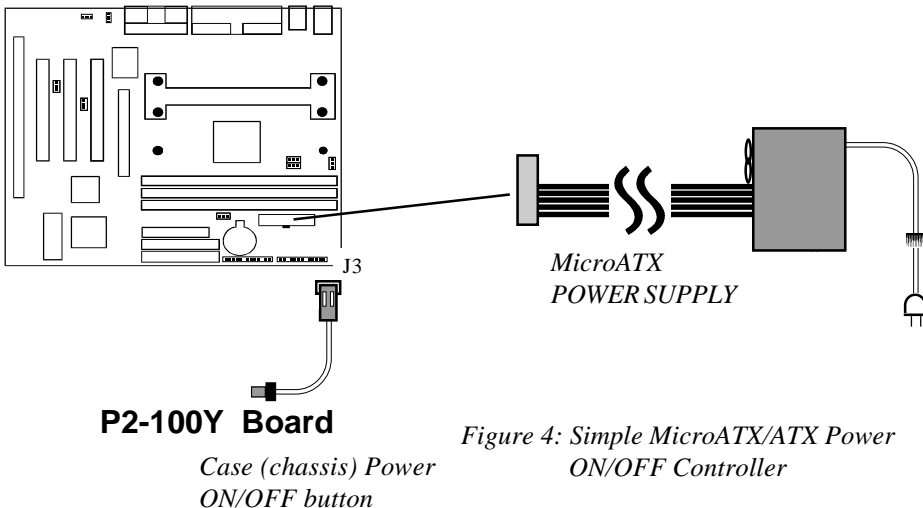 J3
MicroATX
POWER SUPPLY
P2-100Y Board
Figure 4: Simple MicroATX/ATX Power
ON/OFF Controller
Case (chassis) Power
ON/OFF button